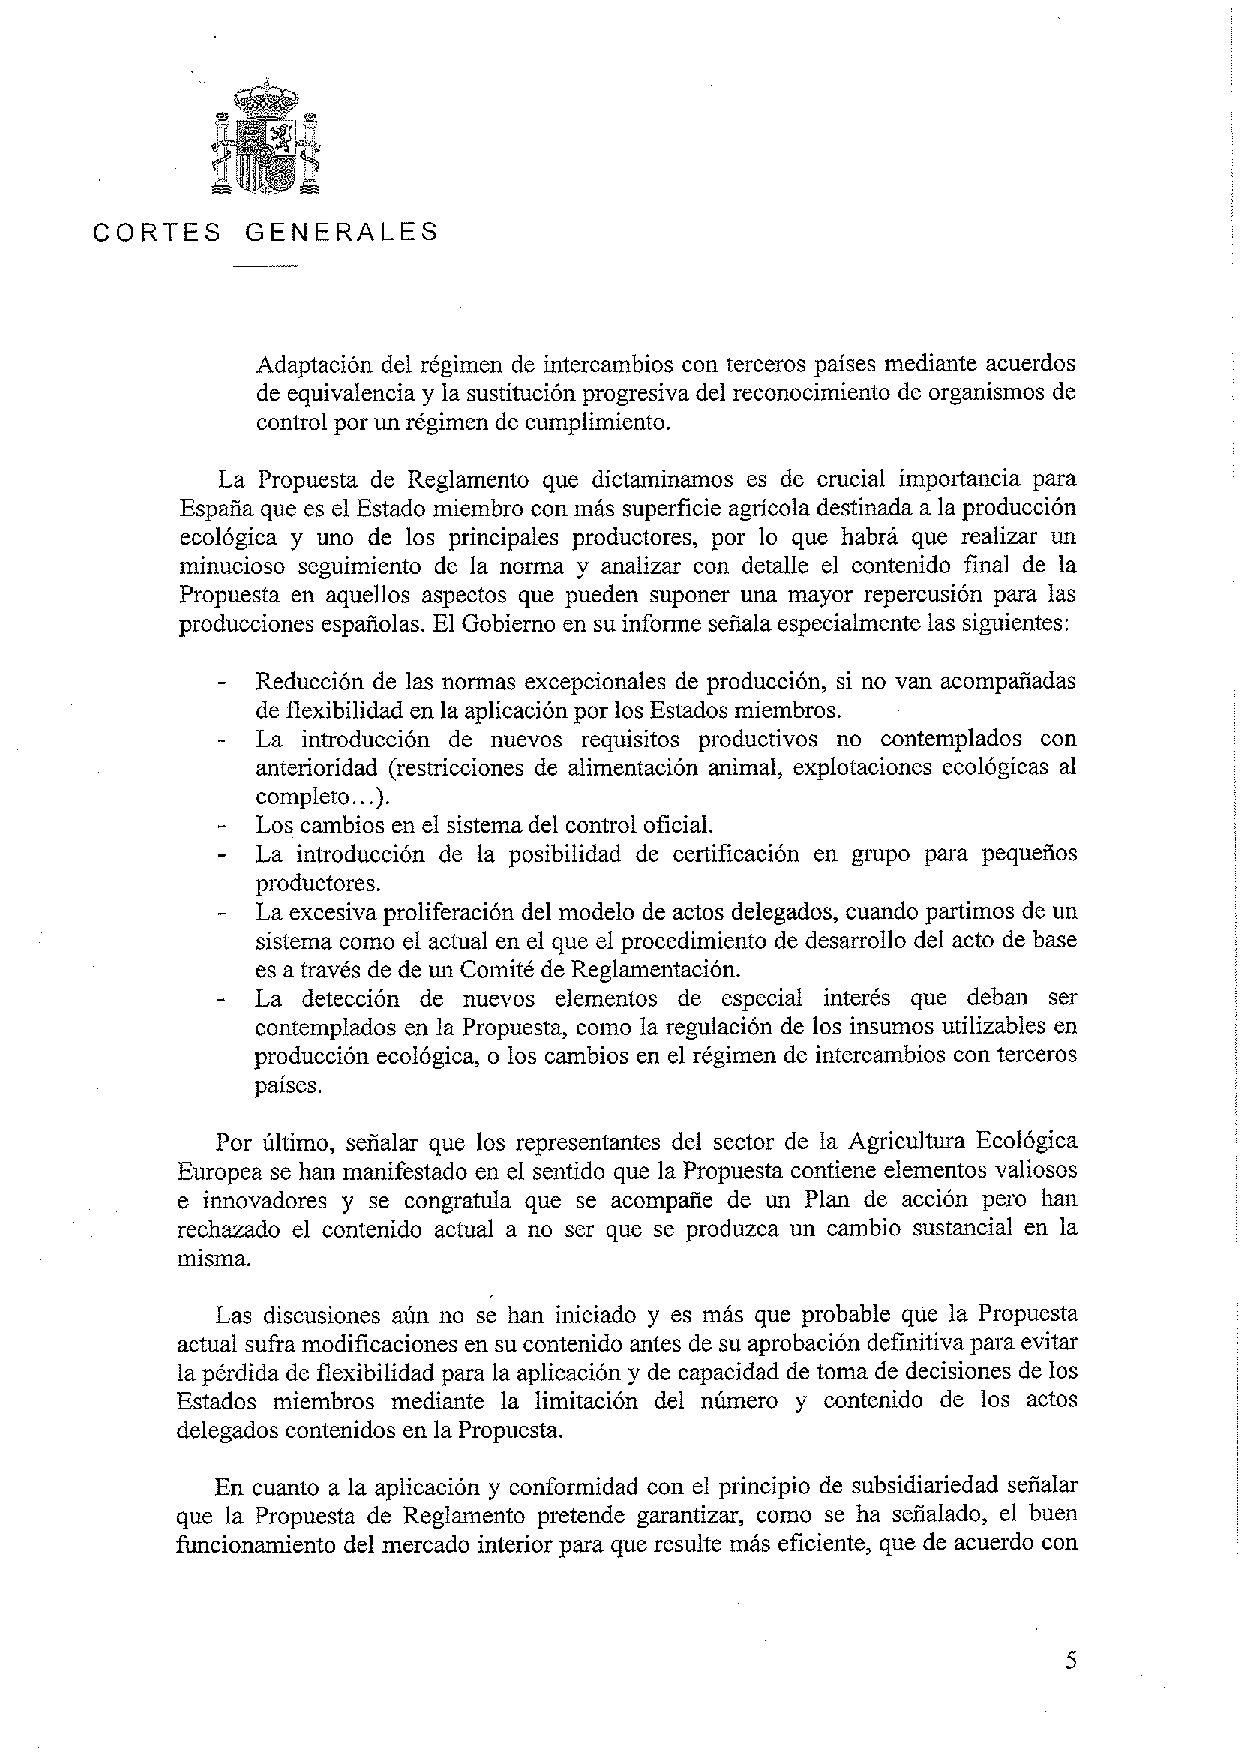 CORTES GENERALES
Adaptación del régimen de intercambios con terceros países mediante acuerdos
de equivalencia y la sustitución progresiva del reconocimiento de organismos de
control por un régimen de cumplimiento.
La Propuesta de Reglamento que dictaminamos es de crucial importancia para
España que es el Estado miembro con más superficie agrícola destinada a la producción
ecológica y uno de los principales productores, por lo que habrá que realizar un
minucioso seguimiento de la norma y analizar con detalle el contenido final de la
Propuesta en aquellos aspectos que pueden suponer una mayor repercusión para las
producciones españolas. El Gobierno en su informe señala especialmente las siguientes:
- Reducción de las normas excepcionales de producción, si no van acompañadas
de flexibilidad en la aplicación por los Estados miembros.
- La introducción de nuevos requisitos productivos no contemplados con
anterioridad (restricciones de alimentación animal, explotaciones ecológicas al
completo...).
- Los cambios en el sistema del control oficial.
- La introducción de la posibilidad de certificación en grupo para pequeños
productores.
- La excesiva proliferación del modelo de actos delegados, cuando partimos de un
sistema como el actual en el que el procedimiento de desarrollo del acto de base
es a través de de un Comité de Reglamentación.
- La detección de nuevos elementos de especial interés que deban ser
contemplados en la Propuesta, como la regulación de los insumos utilizables en
producción ecológica, o los cambios en el régimen de intercambios con terceros
países.
Por último, señalar que los representantes del sector de la Agricultura Ecológica
Europea se han manifestado en el sentido que la Propuesta contiene elementos valiosos
e innovadores y se congratula que se acompañe de un Plan de acción pero han
rechazado el contenido actual a no ser que se produzca un cambio sustancial en la
misma.
Las discusiones aún no se han iniciado y es más que probable que la Propuesta
actual sufra modificaciones en su contenido antes de su aprobación definitiva para evitar
la pérdida de flexibilidad para la aplicación y de capacidad de toma de decisiones de los
Estados miembros mediante la limitación del número y contenido de los actos
delegados contenidos en la Propuesta.
En cuanto a la aplicación y conformidad con el principio de subsidiariedad señalar
que la Propuesta de Reglamento pretende garantizar, como se ha señalado, el buen
funcionamiento del mercado interior para que resulte más eficiente, que de acuerdo con
5